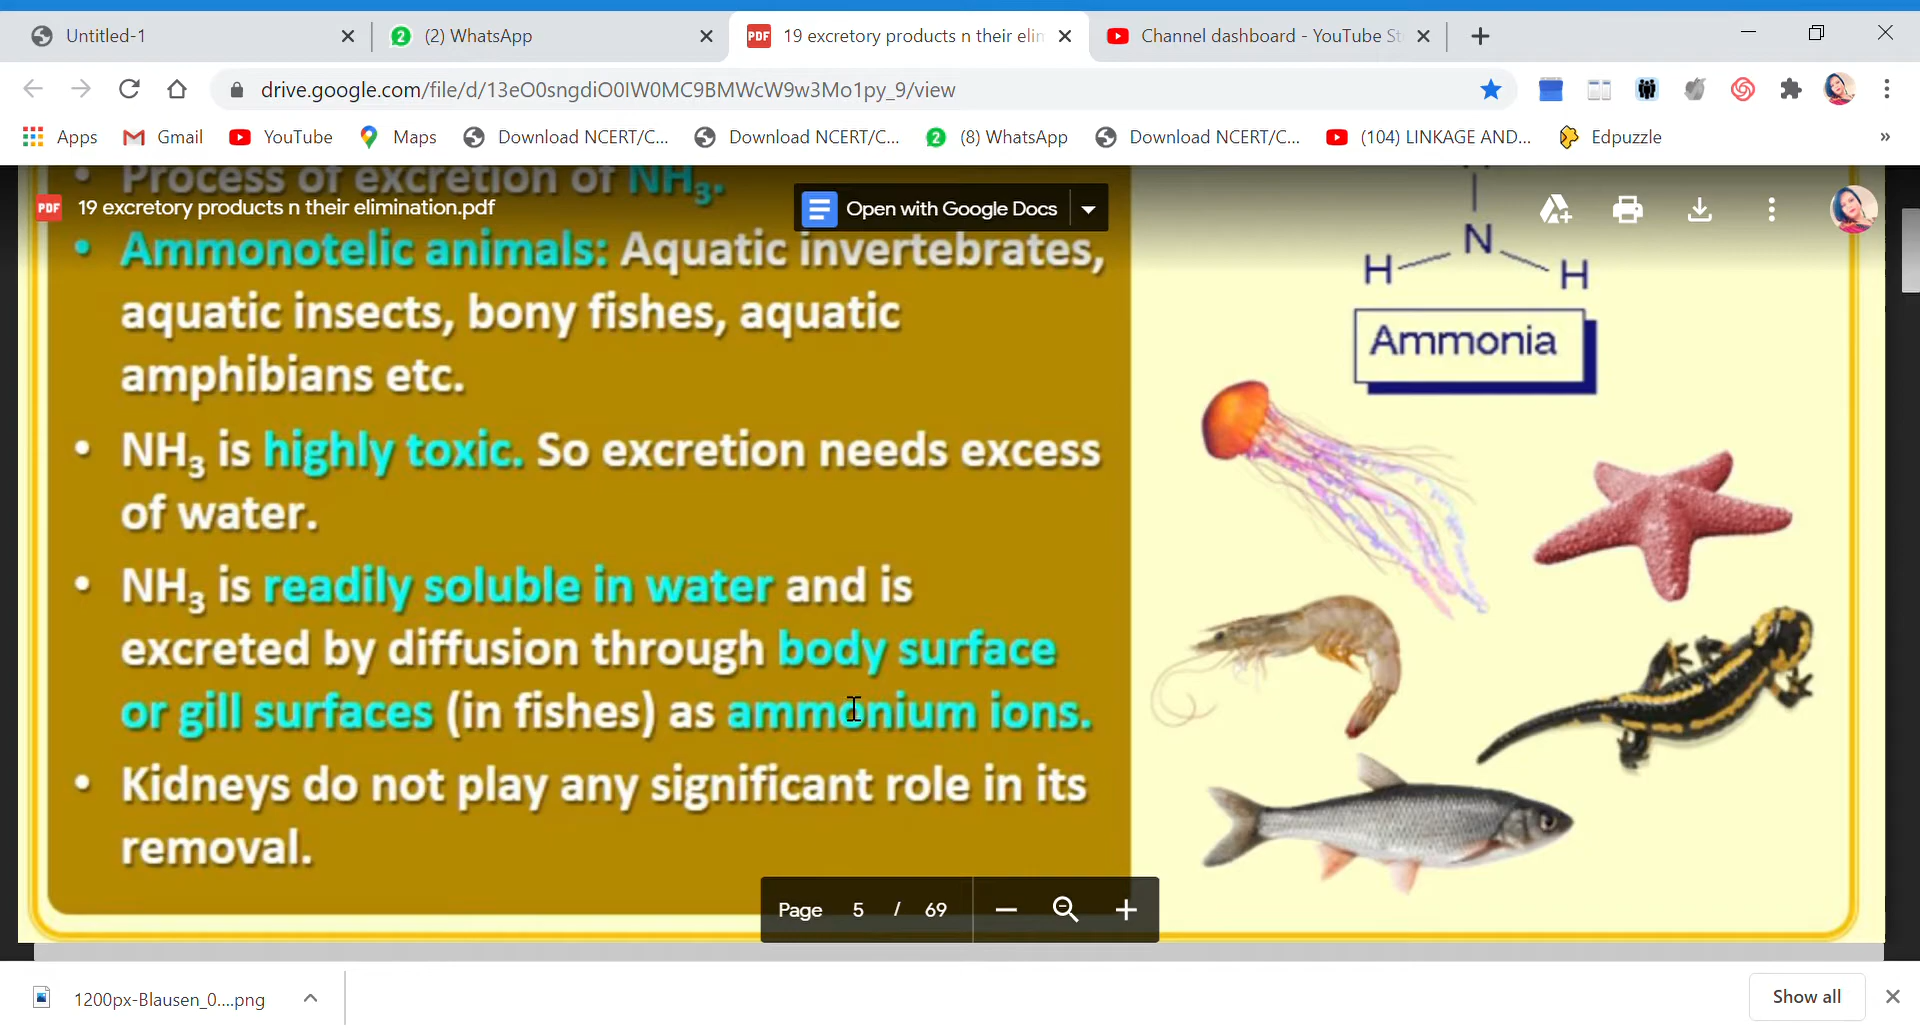 Untitled-1
(2) WhatsApp
PDF
19 excretory products n their elim
Channel dashboard - YouTube St
drive.google.com/file/d/13eO0sngdiO0IW0MC9BMWcW9w3Mo1py_9/view
Apps
Gmail
YouTube
Maps
Download NCERT/C...
Download NCERT/C...
2
(8) WhatsApp
Download NCERT/C...
(104) LINKAGE AND...
Edpuzzle
»
• Process of excretion of NH3.
PDF
19 excretory products n their elimination.pdf
Open with Google Docs
• Ammonotelic animals: Aquatic invertebrates,
aquatic insects, bony fishes, aquatic
amphibians etc.
• NH3 is highly toxic. So excretion needs excess
of water.
• NH3 is readily soluble in water and is
excreted by diffusion through body surface
or gill surfaces (in fishes) as ammonium ions.
• Kidneys do not play any significant role in its
removal.
N
H H
Ammonia
Page 5 / 69
1200px-Blausen_0....png
Show all